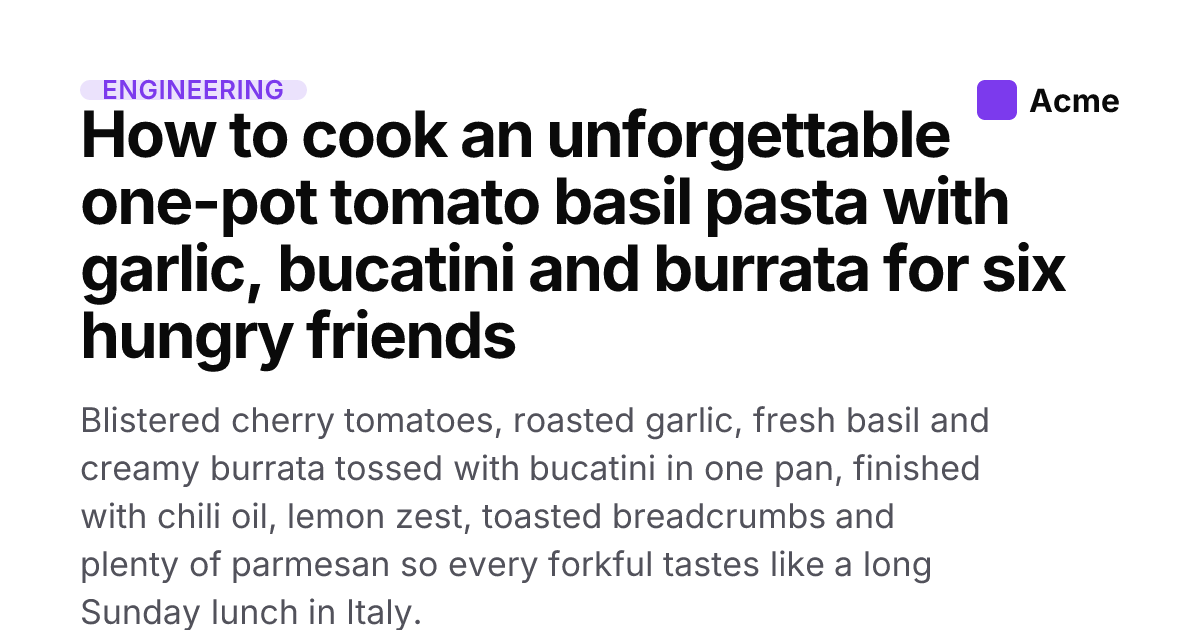 ENGINEERING
Acme
How to cook an unforgettable
one-pot tomato basil pasta with
garlic, bucatini and burrata for six
hungry friends
Blistered cherry tomatoes, roasted garlic, fresh basil and
creamy burrata tossed with bucatini in one pan, finished
with chili oil, lemon zest, toasted breadcrumbs and
plenty of parmesan so every forkful tastes like a long
Sunday lunch in Italy.